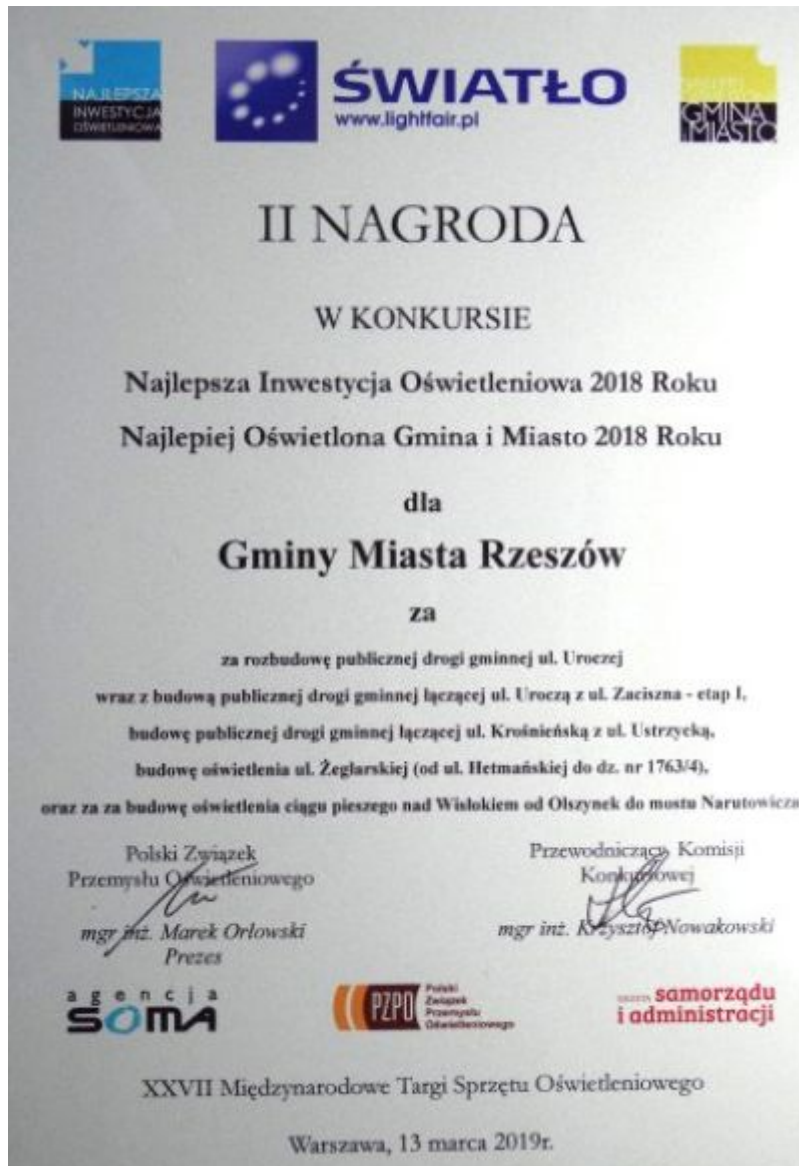 NAJLEPSZA
INWESTYCJA
OŚWIETLENIOWA
ŚWIATŁO
www.lightfair.pl
GMINA
I MIASTO
II NAGRODA
W KONKURSIE
Najlepsza Inwestycja Oświetleniowa 2018 Roku
Najlepiej Oświetlona Gmina i Miasto 2018 Roku
dla
Gminy Miasta Rzeszów
za
za rozbudowę publicznej drogi gminnej ul. Uroczej
wraz z budową publicznej drogi gminnej łączącej ul. Uroczą z ul. Zaciszna - etap I,
budowę publicznej drogi gminnej łączącej ul. Krośnieńską z ul. Ustrzycką,
budowę oświetlenia ul. Żeglarskiej (od ul. Hetmańskiej do dz. nr 1763/4),
oraz za za budowę oświetlenia ciągu pieszego nad Wisłokiem od Olszynek do mostu Narutowicza
Polski Związek
Przemysłu Oświetleniowego
mgr inż. Marek Orłowski
Prezes
Przewodniczący Komisji
Konkursowej
mgr inż. Krzysztof Nowakowski
agencja
SOMA
PZPO
Polski
Związek
Przemysłu
Oświetleniowego
samorządu
i administracji
XXVII Międzynarodowe Targi Sprzętu Oświetleniowego
Warszawa, 13 marca 2019r.